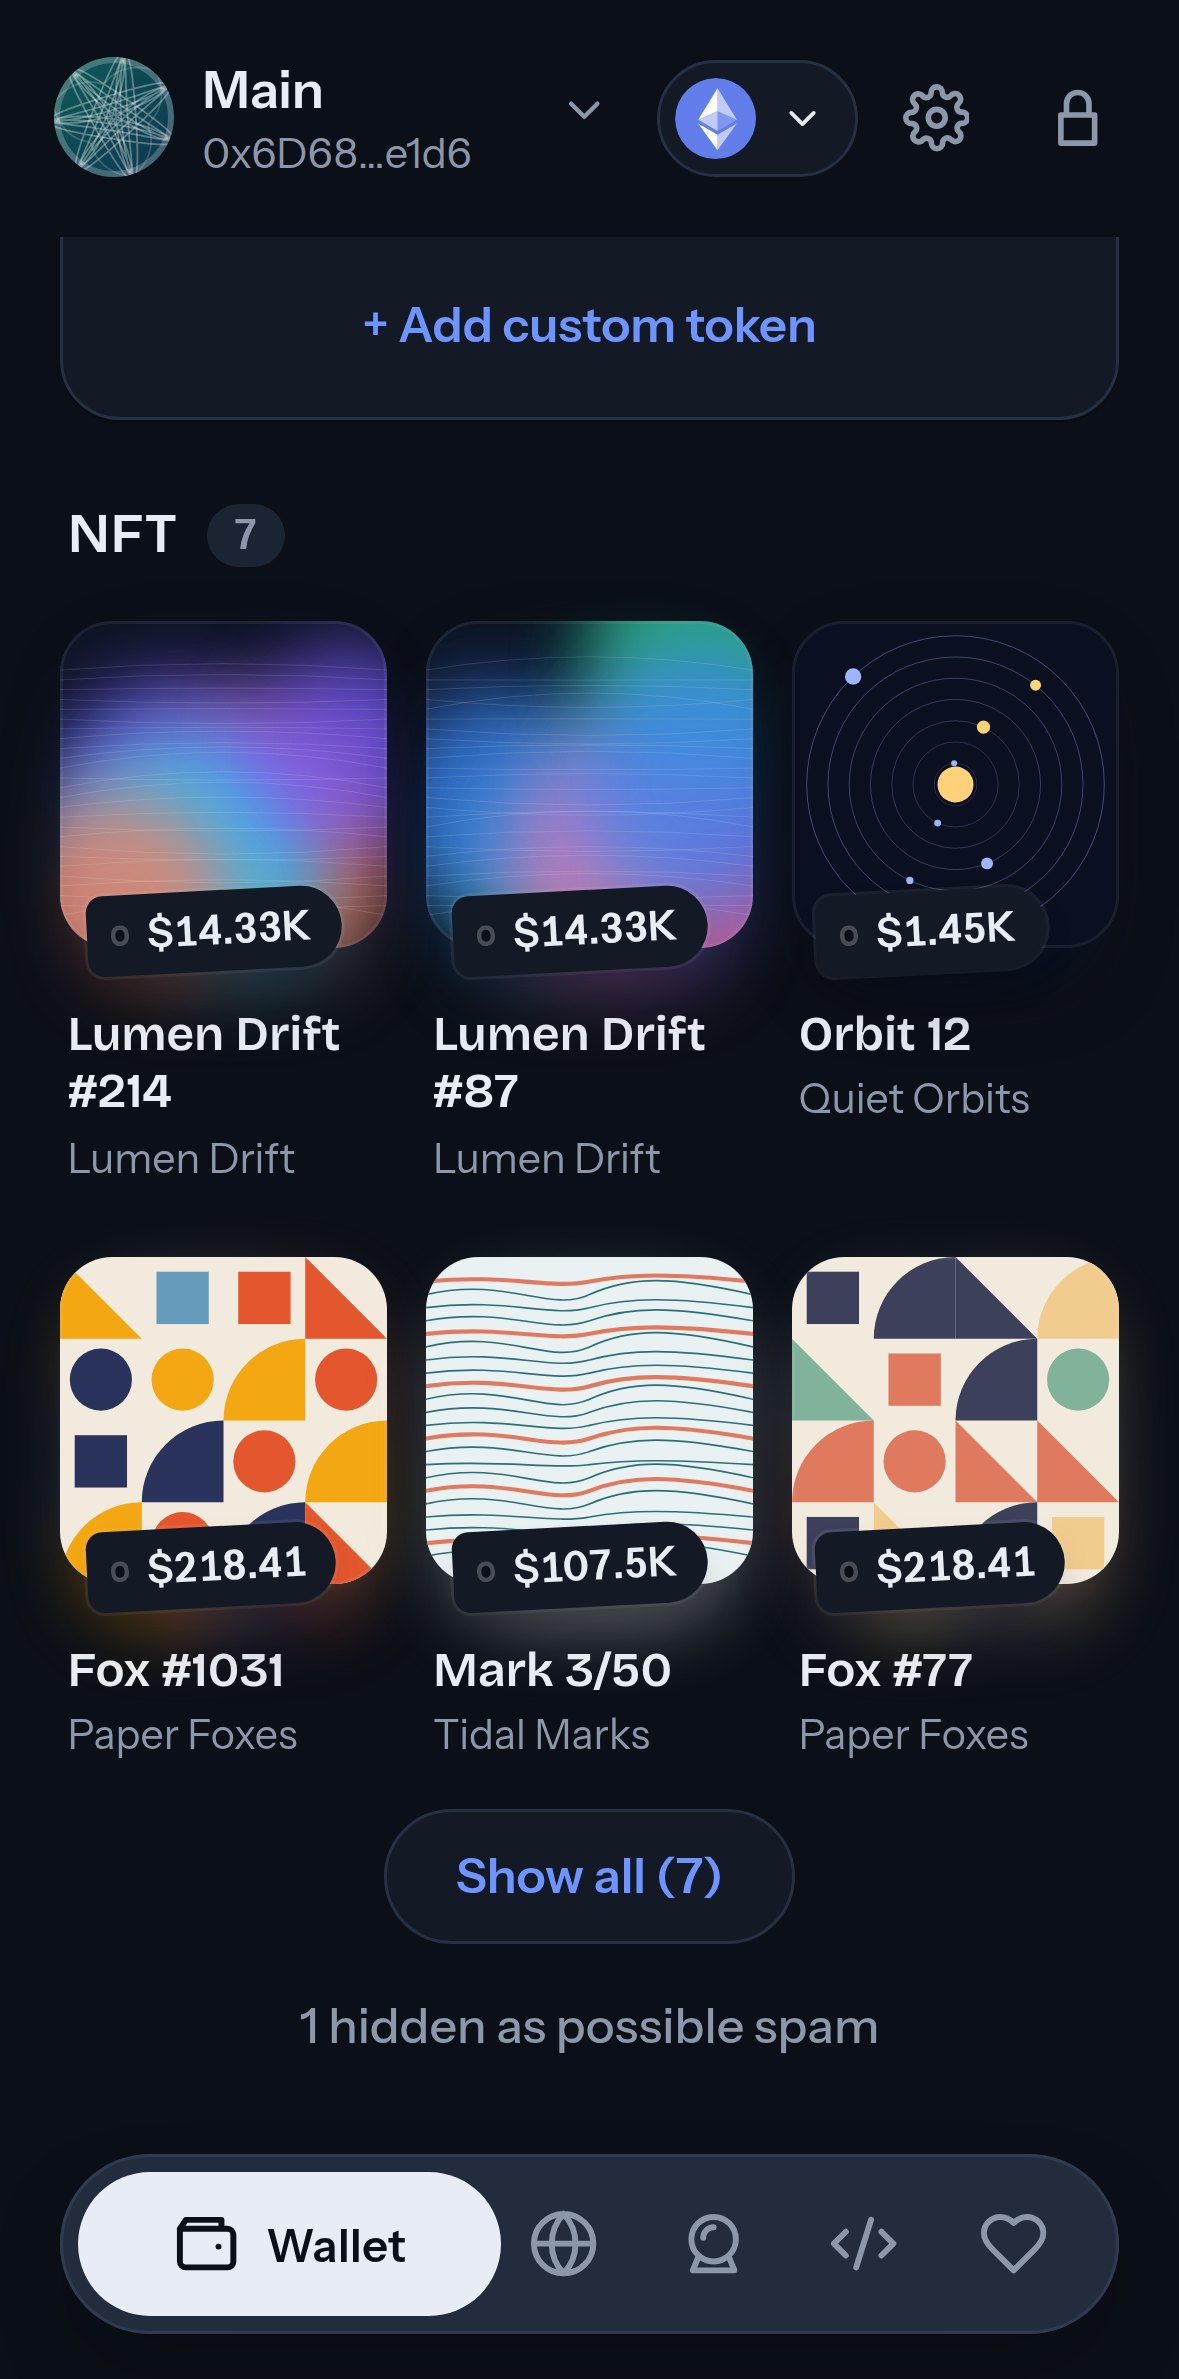 Main
0x6D68...e1d6
+ Add custom token
NFT 7
$14.33K
$14.33K
$1.45K
Lumen Drift
#214
Lumen Drift
Lumen Drift
#87
Lumen Drift
Orbit 12
Quiet Orbits
$218.41
$107.5K
$218.41
Fox #1031
Paper Foxes
Mark 3/50
Tidal Marks
Fox #77
Paper Foxes
Show all (7)
1 hidden as possible spam
Wallet